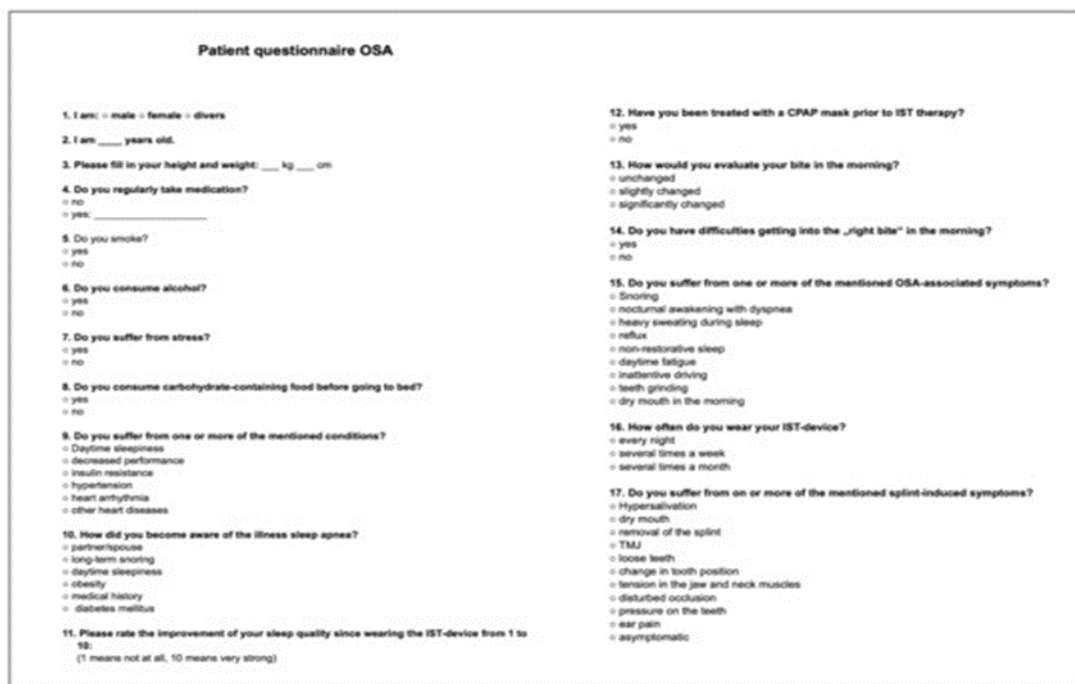 Patient questionnaire OSA
1. I am: ○ male ○ female ○ divers
2. I am ____ years old.
3. Please fill in your height and weight: ___ kg ___ cm
4. Do you regularly take medication?
○ no
○ yes: ____________________
5. Do you smoke?
○ yes
○ no
6. Do you consume alcohol?
○ yes
○ no
7. Do you suffer from stress?
○ yes
○ no
8. Do you consume carbohydrate-containing food before going to bed?
○ yes
○ no
9. Do you suffer from one or more of the mentioned conditions?
○ Daytime sleepiness
○ decreased performance
○ insulin resistance
○ hypertension
○ heart arrhythmia
○ other heart diseases
10. How did you become aware of the illness sleep apnea?
○ partner/spouse
○ long-term snoring
○ daytime sleepiness
○ obesity
○ medical history
○ diabetes mellitus
11. Please rate the improvement of your sleep quality since wearing the IST-device from 1 to
10:
(1 means not at all, 10 means very strong)
12. Have you been treated with a CPAP mask prior to IST therapy?
○ yes
○ no
13. How would you evaluate your bite in the morning?
○ unchanged
○ slightly changed
○ significantly changed
14. Do you have difficulties getting into the „right bite“ in the morning?
○ yes
○ no
15. Do you suffer from one or more of the mentioned OSA-associated symptoms?
○ Snoring
○ nocturnal awakening with dyspnea
○ heavy sweating during sleep
○ reflux
○ non-restorative sleep
○ daytime fatigue
○ inattentive driving
○ teeth grinding
○ dry mouth in the morning
16. How often do you wear your IST-device?
○ every night
○ several times a week
○ several times a month
17. Do you suffer from on or more of the mentioned splint-induced symptoms?
○ Hypersalivation
○ dry mouth
○ removal of the splint
○ TMJ
○ loose teeth
○ change in tooth position
○ tension in the jaw and neck muscles
○ disturbed occlusion
○ pressure on the teeth
○ ear pain
○ asymptomatic